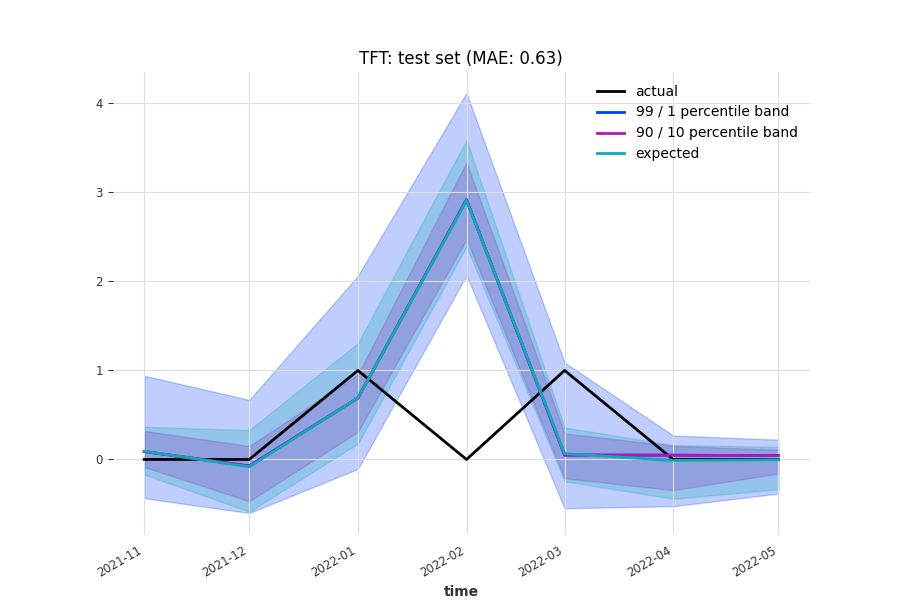 TFT: test set (MAE: 0.63)
actual
99 / 1 percentile band
90 / 10 percentile band
expected
4
3
2
1
0
2021-11
2021-12
2022-01
2022-02
2022-03
2022-04
2022-05
time